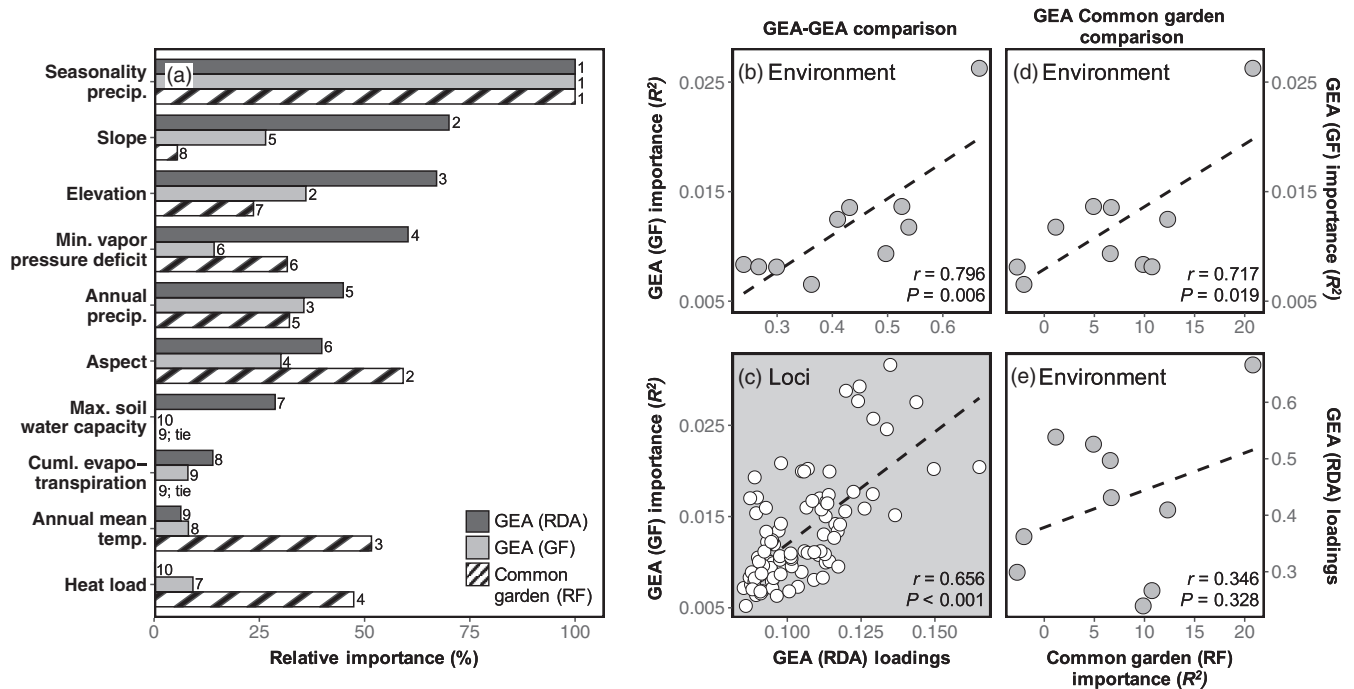 GEA-GEA comparison
GEA Common garden
comparison
(a)
Seasonality
precip.
1
1
1
Slope
2
5
8
Elevation
3
2
7
Min. vapor
pressure deficit
4
6
6
Annual
precip.
5
3
5
Aspect
6
4
2
Max. soil
water capacity
7
10
9; tie
Cuml. evapo–
transpiration
8
9
9; tie
Annual mean
temp.
9
8
3
Heat load
10
7
4
GEA (RDA)
GEA (GF)
Common
garden (RF)
0
25
50
75
100
Relative importance (%)
(b) Environment
GEA (GF) importance (R²)
0.025
0.015
0.005
r = 0.796
P = 0.006
0.3
0.4
0.5
0.6
(d) Environment
0.025
0.015
0.005
GEA (GF) importance (R²)
r = 0.717
P = 0.019
0
5
10
15
20
(c) Loci
GEA (GF) importance (R²)
0.025
0.015
0.005
r = 0.656
P < 0.001
0.100
0.125
0.150
GEA (RDA) loadings
(e) Environment
0.6
0.5
0.4
0.3
GEA (RDA) loadings
r = 0.346
P = 0.328
0
5
10
15
20
Common garden (RF)
importance (R²)